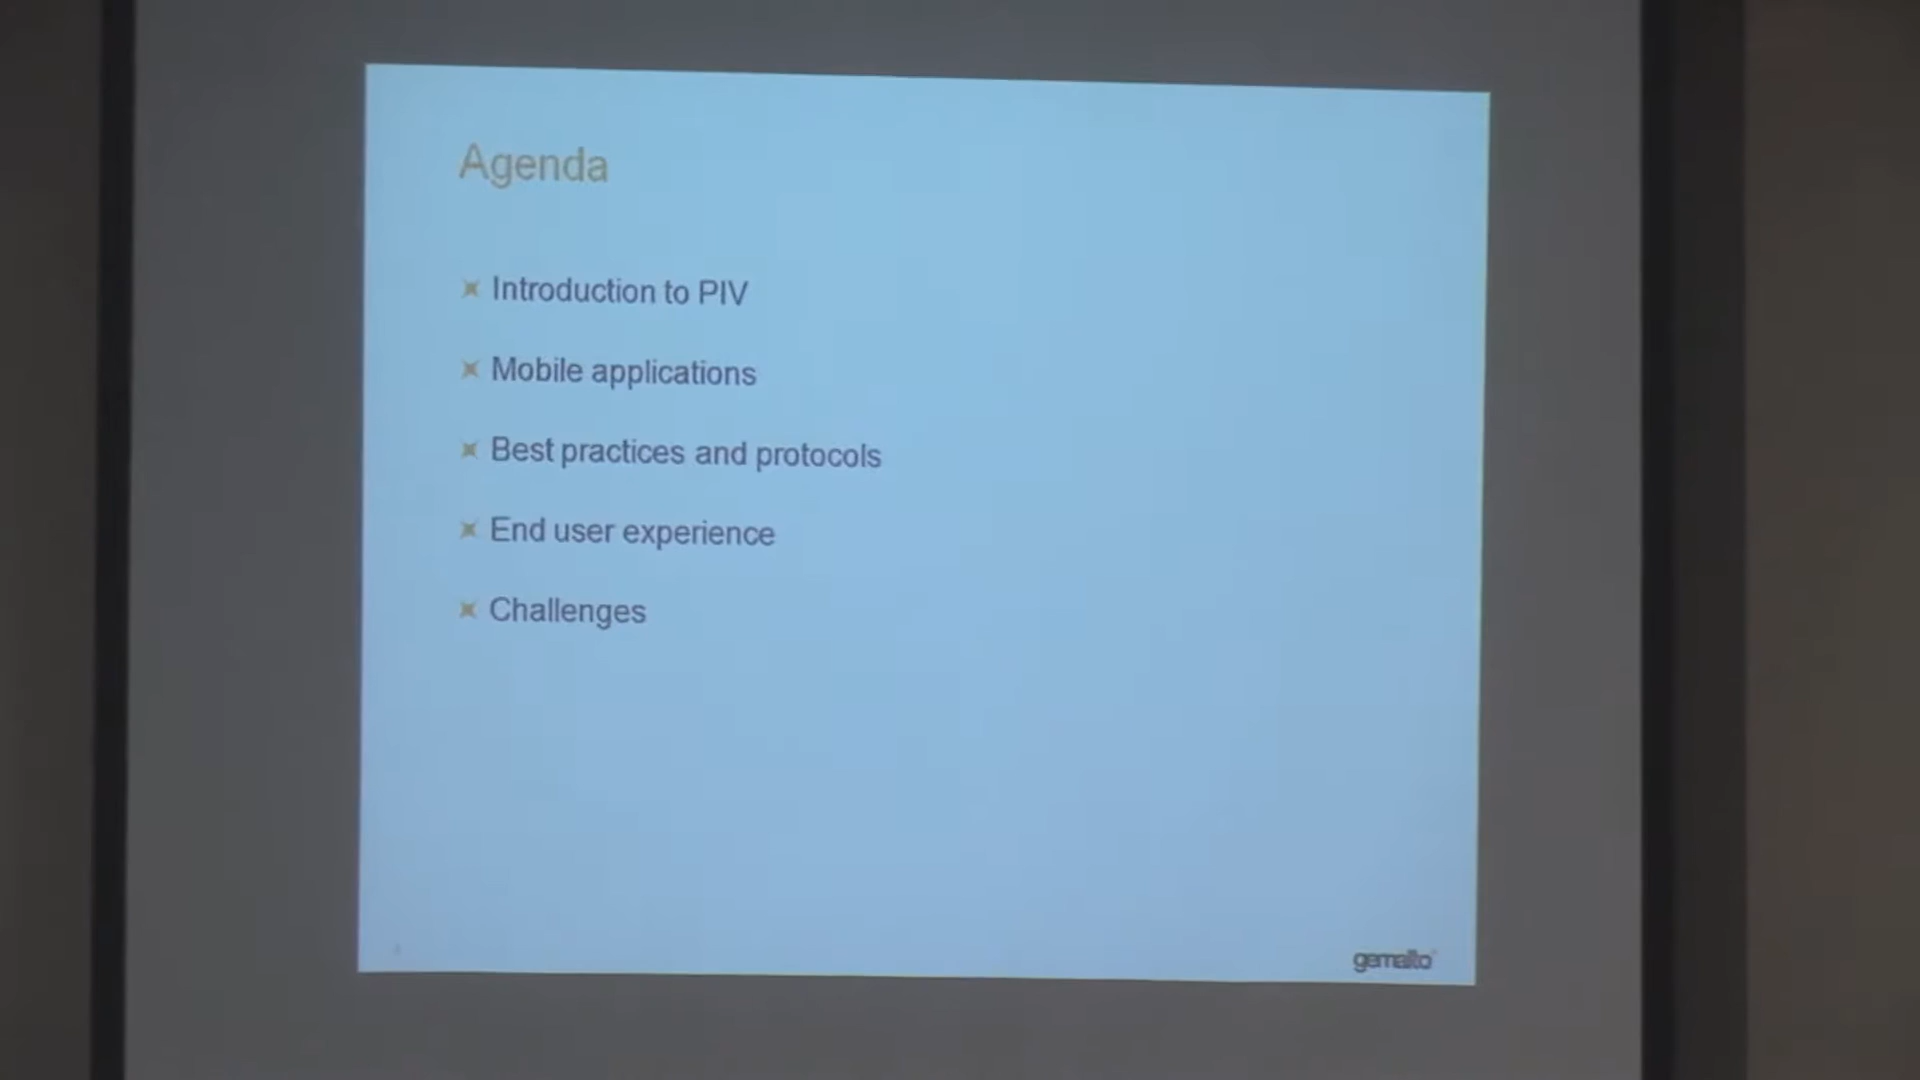 Agenda
Introduction to PIV
Mobile applications
Best practices and protocols
End user experience
Challenges
gemalto